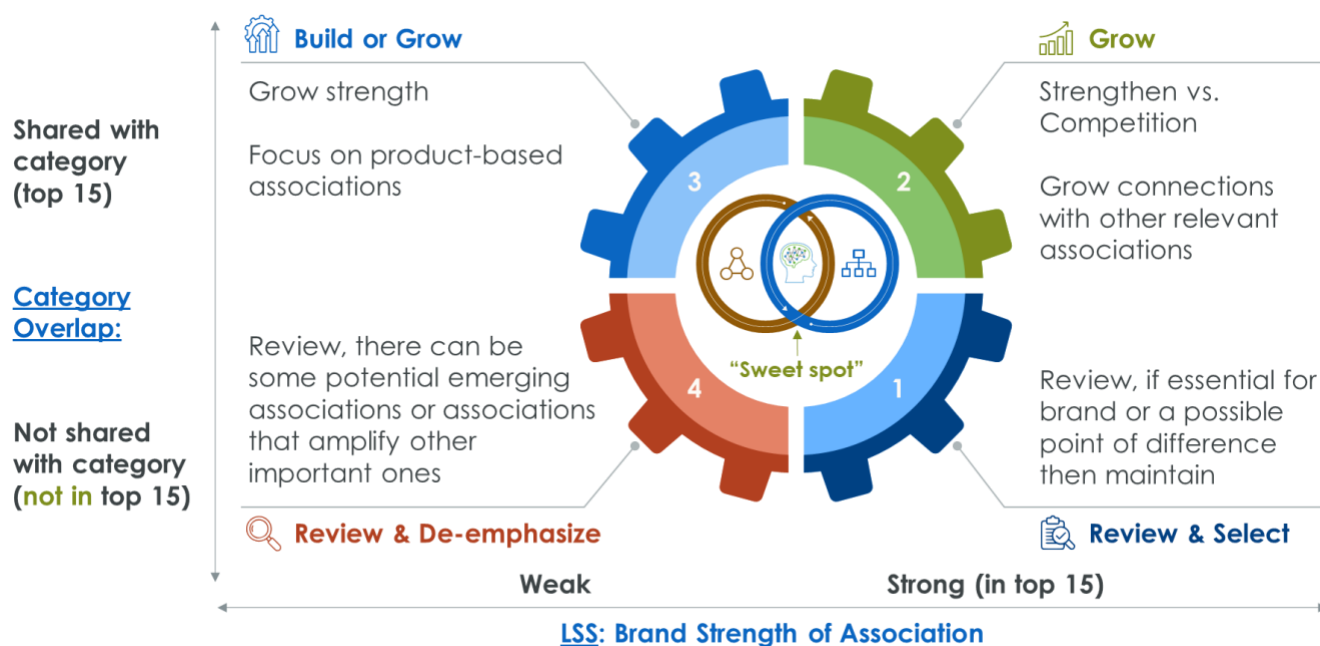 Build or Grow
Grow strength
Focus on product-based
associations
Grow
Strengthen vs.
Competition
Grow connections
with other relevant
associations
Shared with
category
(top 15)
Category
Overlap:
Not shared
with category
(not in top 15)
3
2
4
1
"Sweet spot"
Review, there can be
some potential emerging
associations or associations
that amplify other
important ones
Review & De-emphasize
Review, if essential for
brand or a possible
point of difference
then maintain
Review & Select
Weak
Strong (in top 15)
LSS: Brand Strength of Association